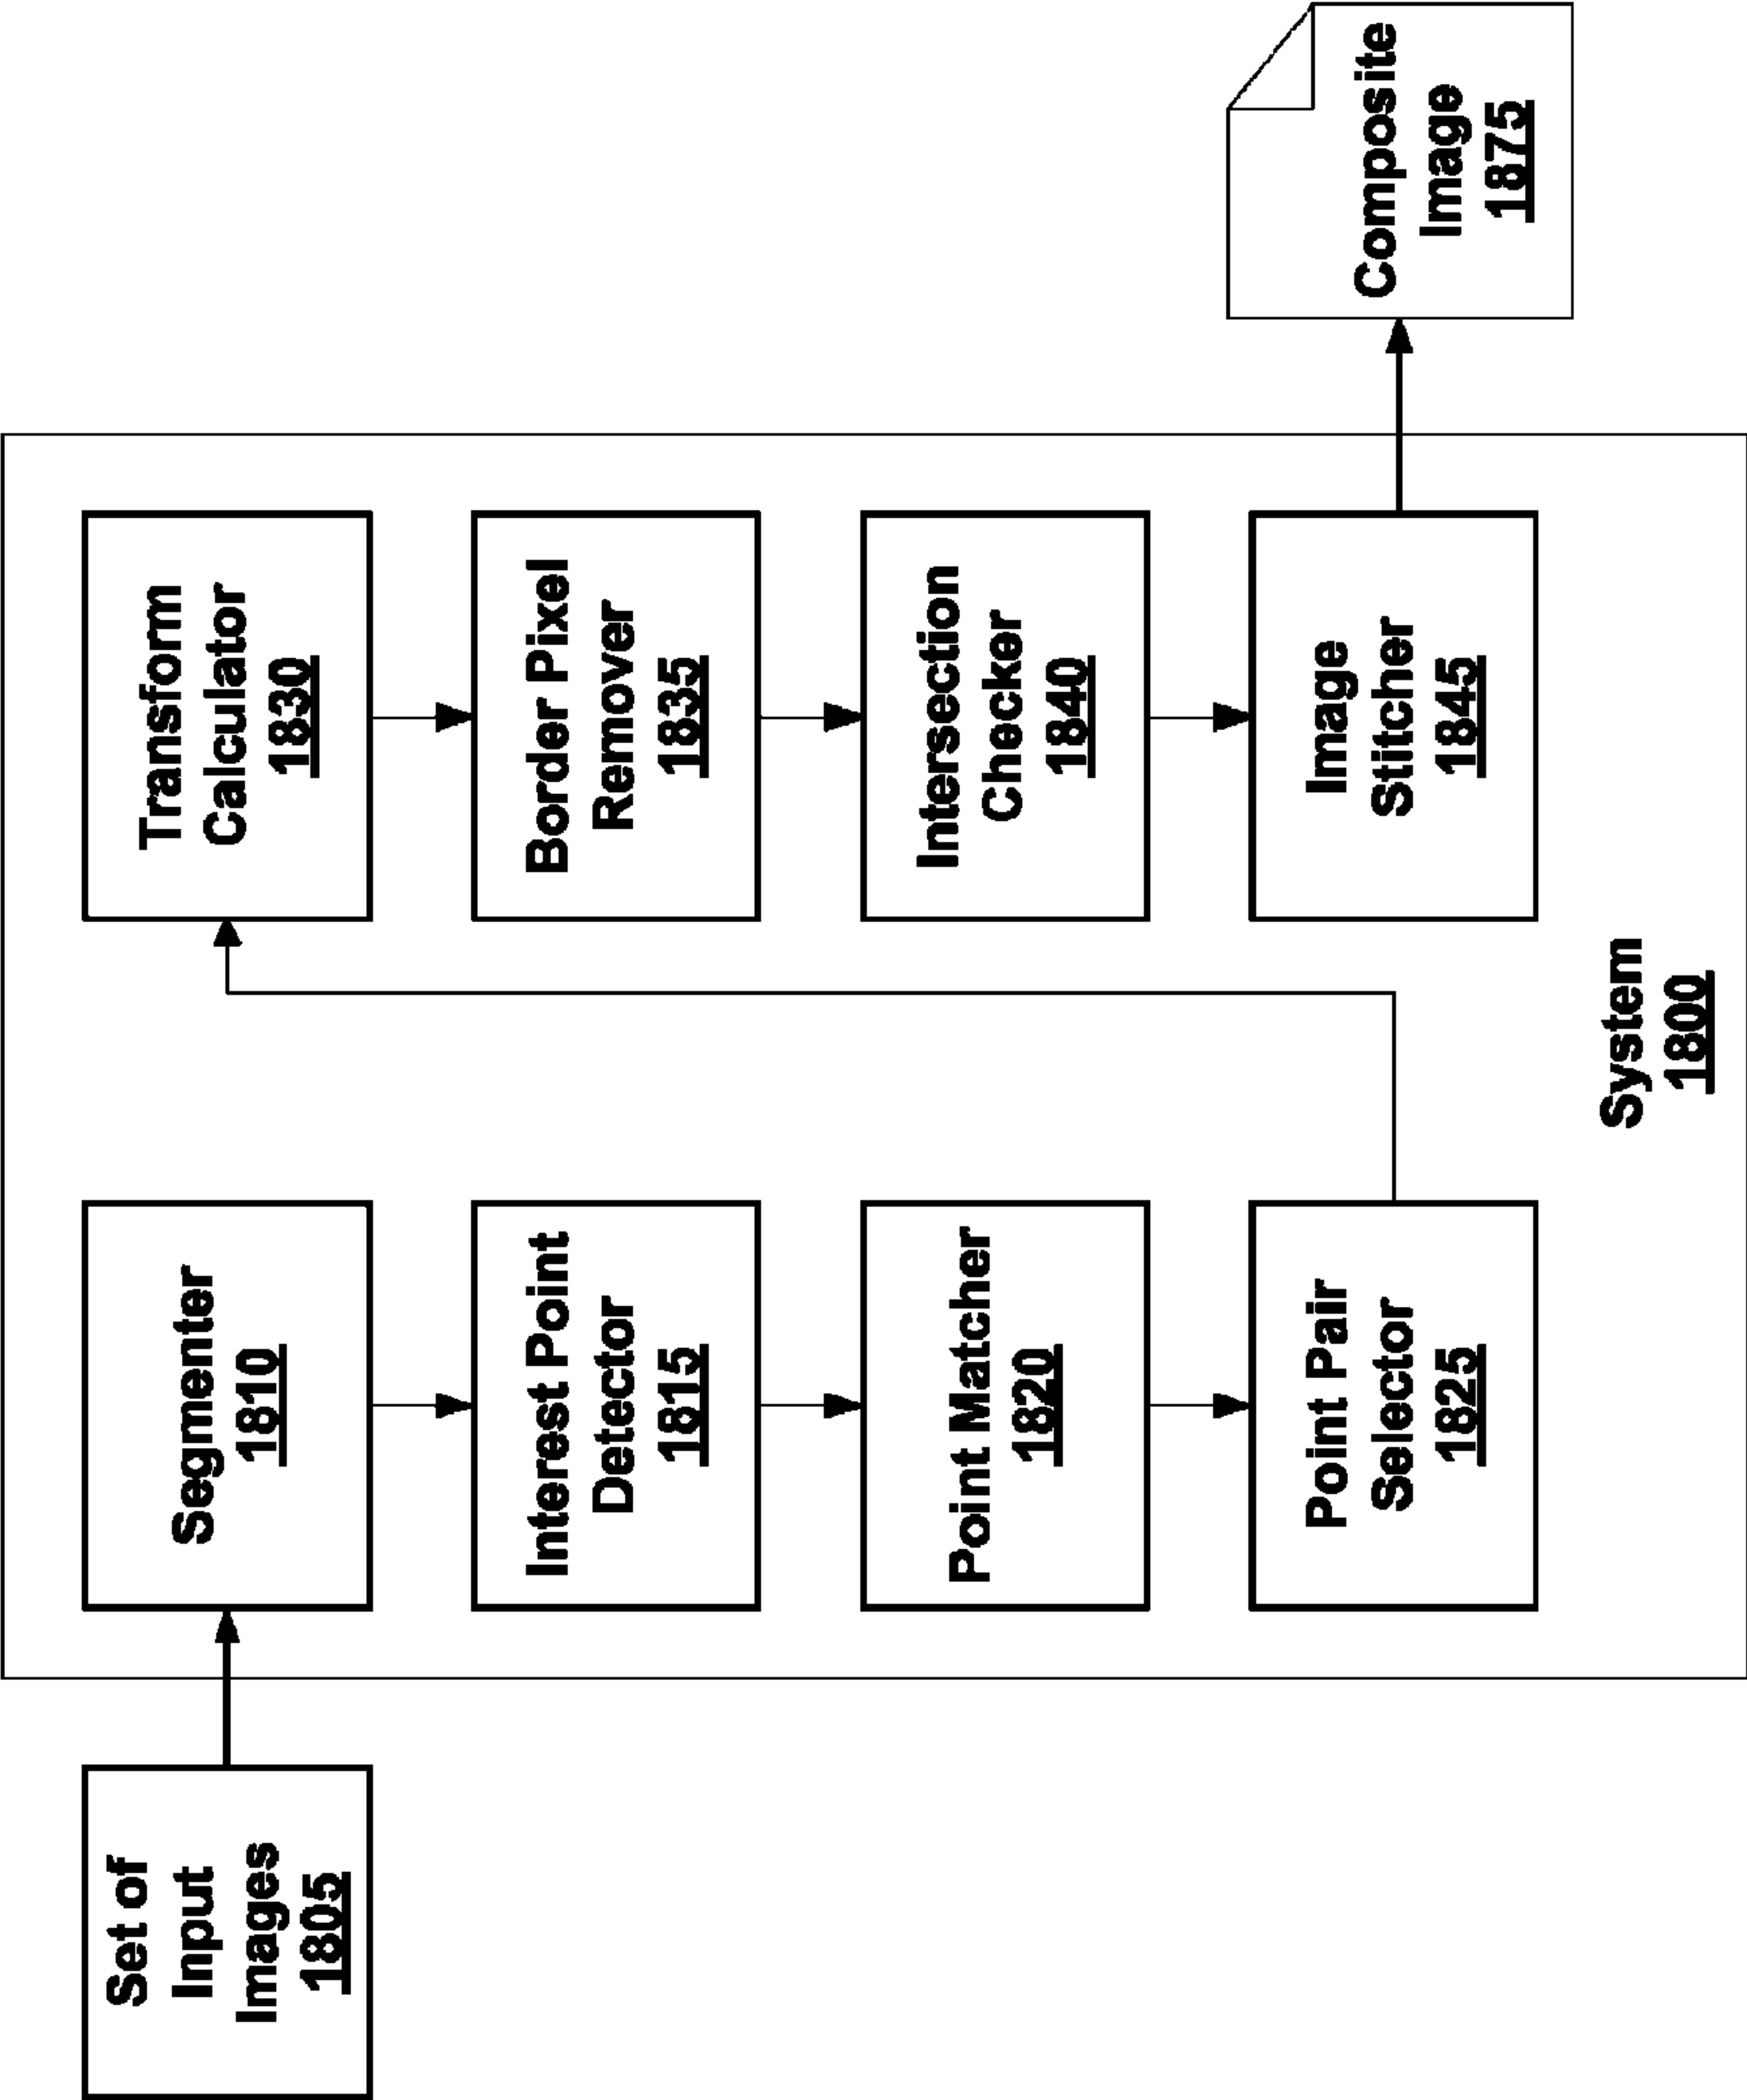 Set of
Input
Images
1805
Segmenter
1810
Interest Point
Detector
1815
Point Matcher
1820
Point Pair
Selector
1825
Transform
Calculator
1830
Border Pixel
Remover
1835
Intersection
Checker
1840
Image
Stitcher
1845
System
1800
Composite
Image
1875